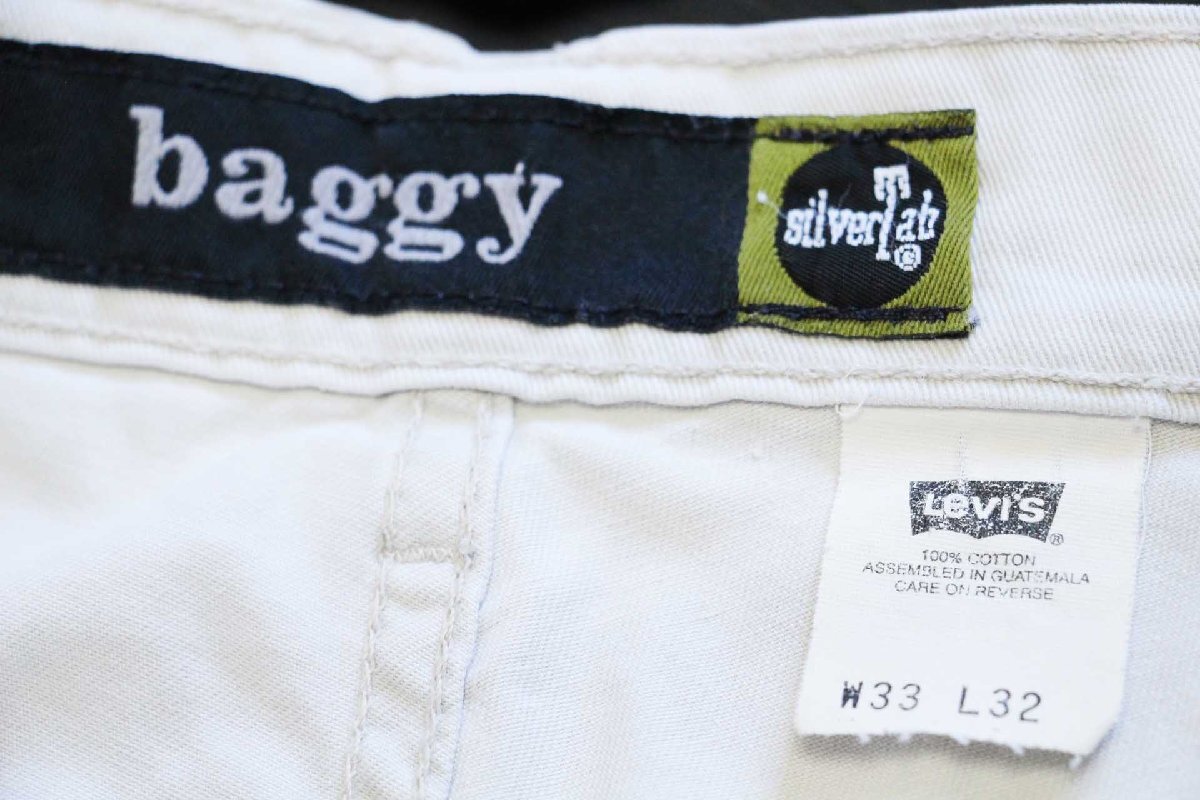 baggy
silverTab®
Levi's®
100% COTTON
ASSEMBLED IN GUATEMALA
CARE ON REVERSE
W33 L32